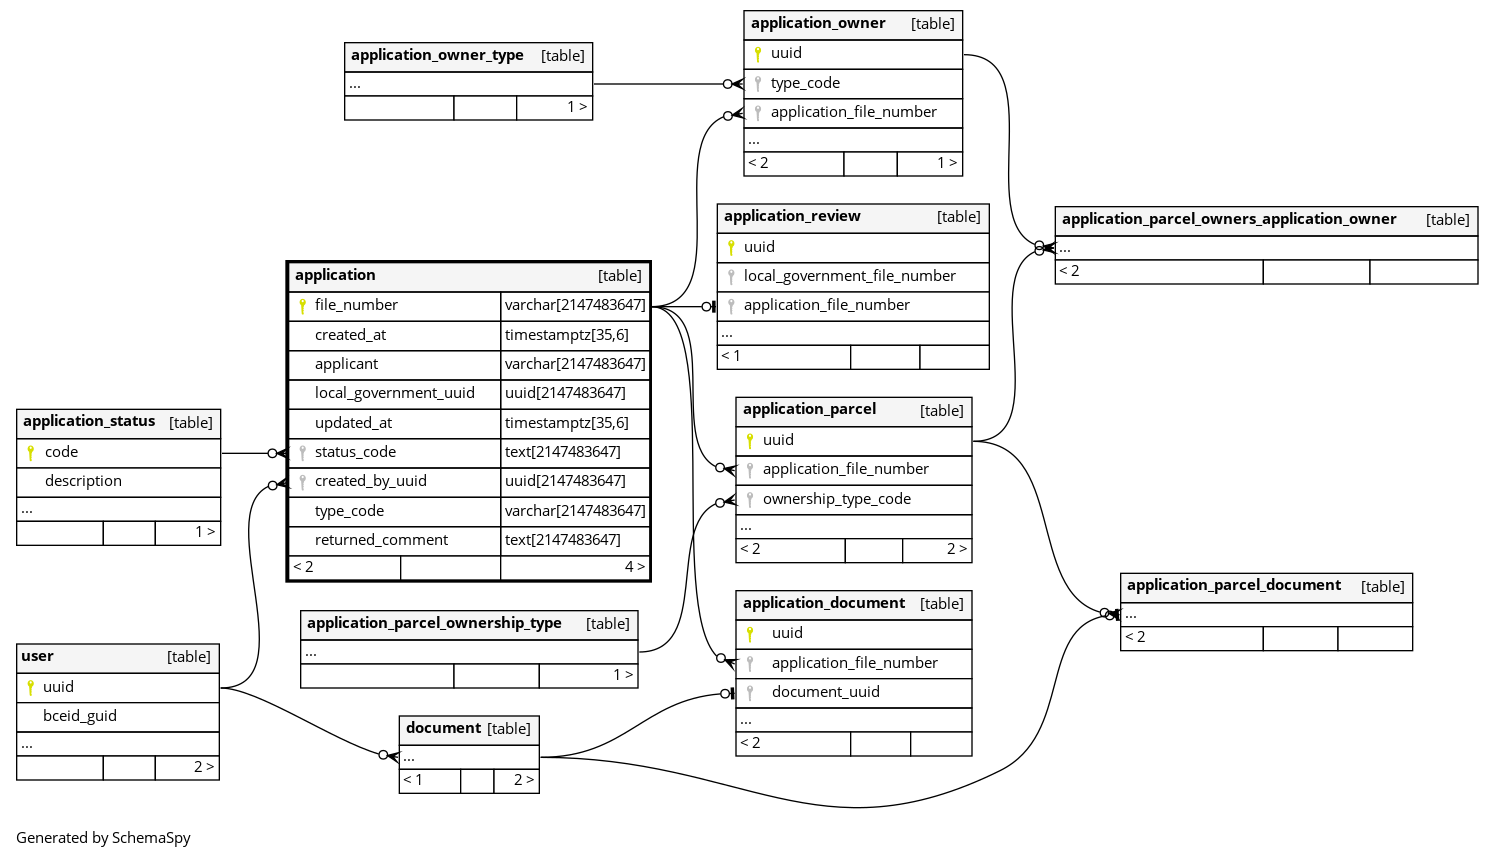 application_owner [table]
uuid
type_code
application_file_number
...
< 2 1 >
application_owner_type [table]
...
1 >
application_review [table]
uuid
local_government_file_number
application_file_number
...
< 1
application_parcel_owners_application_owner [table]
...
< 2
application [table]
file_number varchar[2147483647]
created_at timestamptz[35,6]
applicant varchar[2147483647]
local_government_uuid uuid[2147483647]
updated_at timestamptz[35,6]
status_code text[2147483647]
created_by_uuid uuid[2147483647]
type_code varchar[2147483647]
returned_comment text[2147483647]
< 2 4 >
application_status [table]
code
description
...
1 >
application_parcel [table]
uuid
application_file_number
ownership_type_code
...
< 2 2 >
application_parcel_document [table]
...
< 2
application_document [table]
uuid
application_file_number
document_uuid
...
< 2
application_parcel_ownership_type [table]
...
1 >
user [table]
uuid
bceid_guid
...
2 >
document [table]
...
< 1 2 >
Generated by SchemaSpy